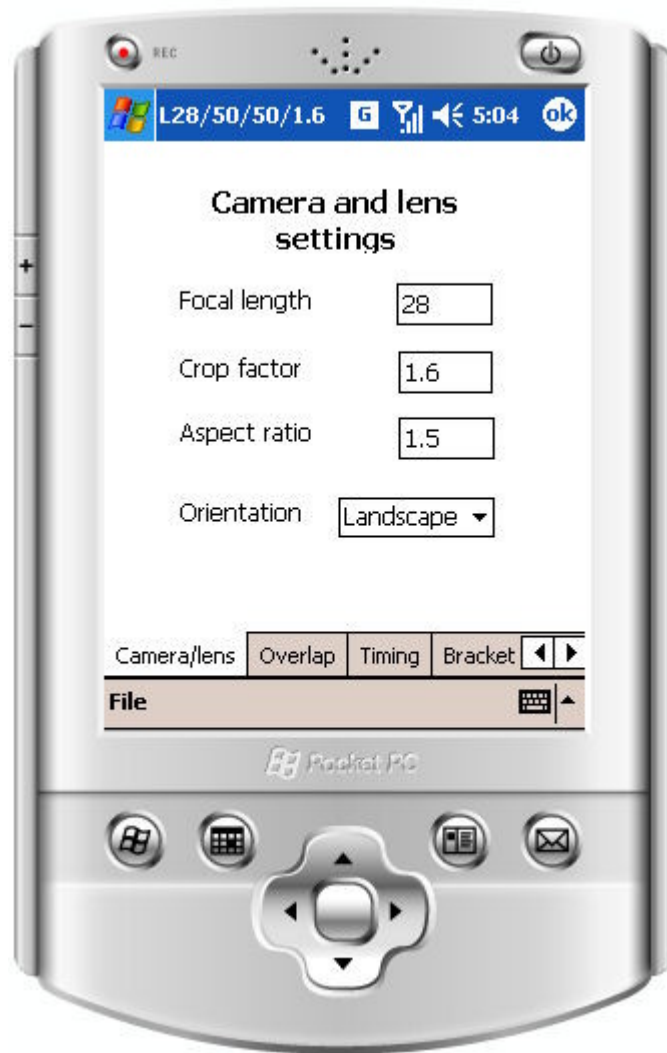 REC
L28/50/50/1.6 G 5:04 ok
Camera and lens
settings
Focal length 28
Crop factor 1.6
Aspect ratio 1.5
Orientation Landscape
Camera/lens Overlap Timing Bracket
File
Pocket PC